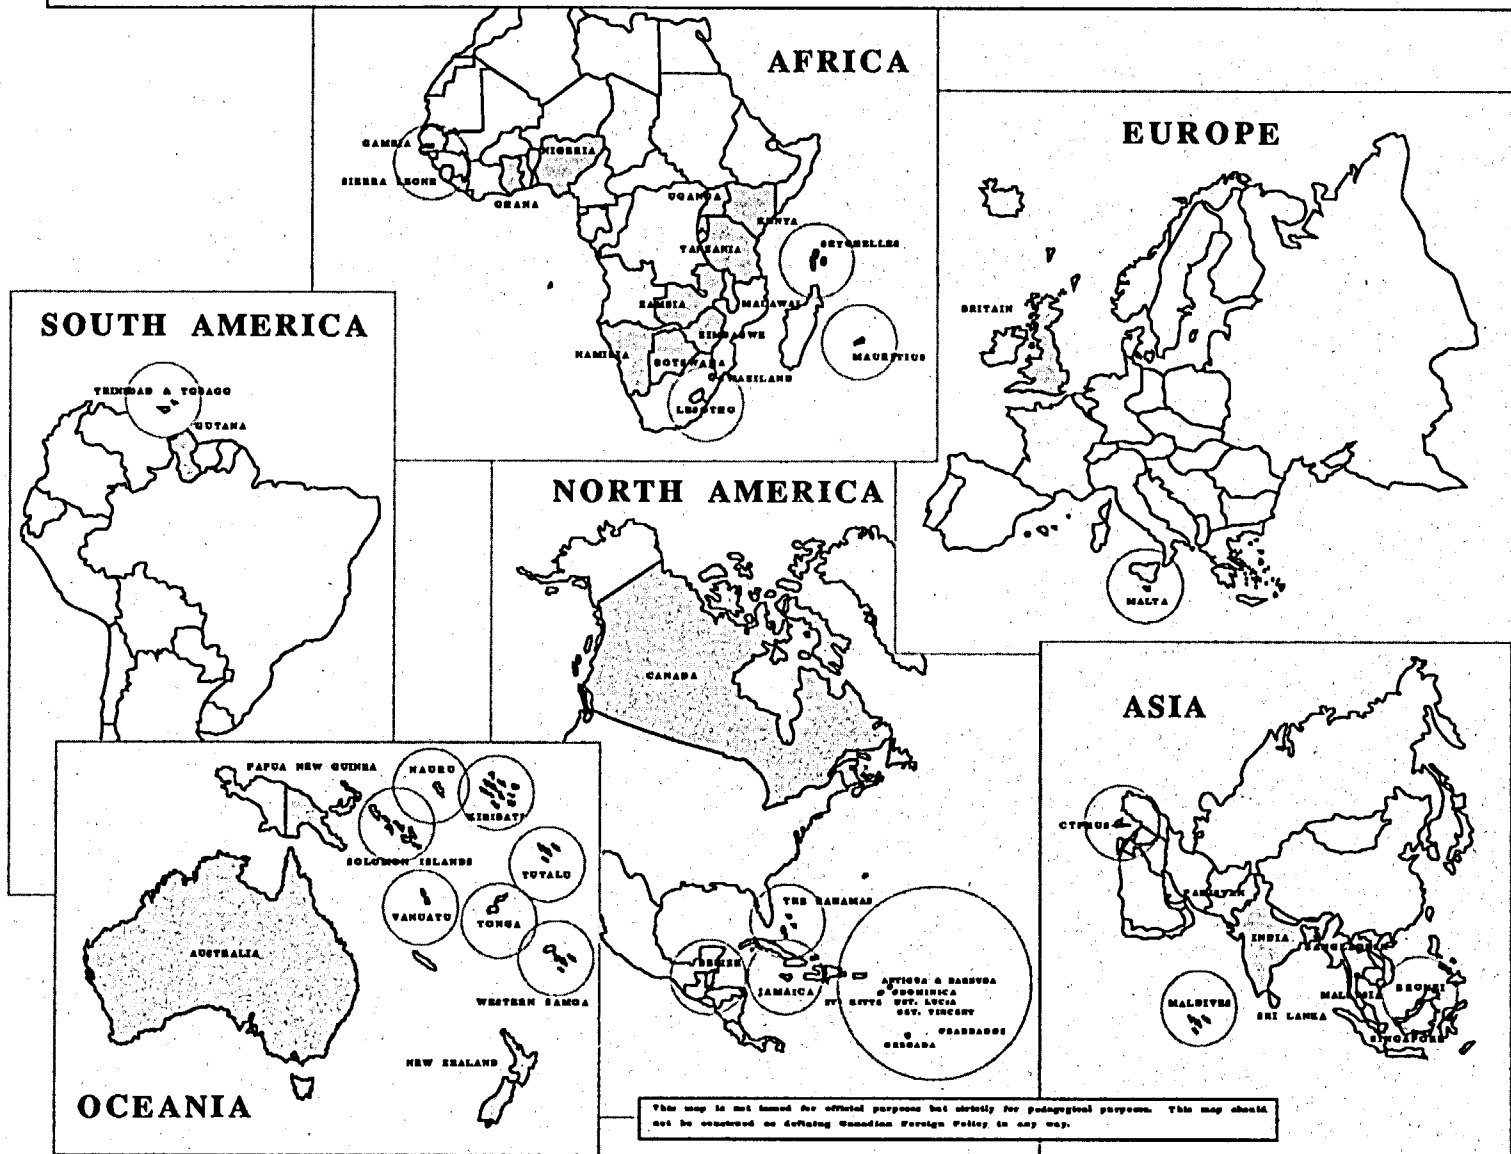 AFRICA
GAMBIA
SIERRA LEONE
GHANA
NIGERIA
UGANDA
KENYA
TANZANIA
SEYCHELLES
ZAMBIA
MALAWI
ZIMBABWE
MAURITIUS
NAMIBIA
BOTSWANA
SWAZILAND
LESOTHO
EUROPE
BRITAIN
MALTA
SOUTH AMERICA
TRINIDAD & TOBAGO
GUYANA
NORTH AMERICA
CANADA
THE BAHAMAS
BELIZE
JAMAICA
ANTIGUA & BARBUDA
DOMINICA
ST. KITTS
ST. LUCIA
ST. VINCENT
BARBADOS
GRENADA
ASIA
CYPRUS
PAKISTAN
INDIA
BANGLADESH
MALDIVES
SRI LANKA
MALAYSIA
BRUNEI
SINGAPORE
PAPUA NEW GUINEA
NAURU
KIRIBATI
SOLOMON ISLANDS
TUVALU
VANUATU
TONGA
WESTERN SAMOA
AUSTRALIA
NEW ZEALAND
OCEANIA
This map is not issued for official purposes but strictly for pedagogical purposes. This map should
not be construed as defining Canadian Foreign Policy in any way.